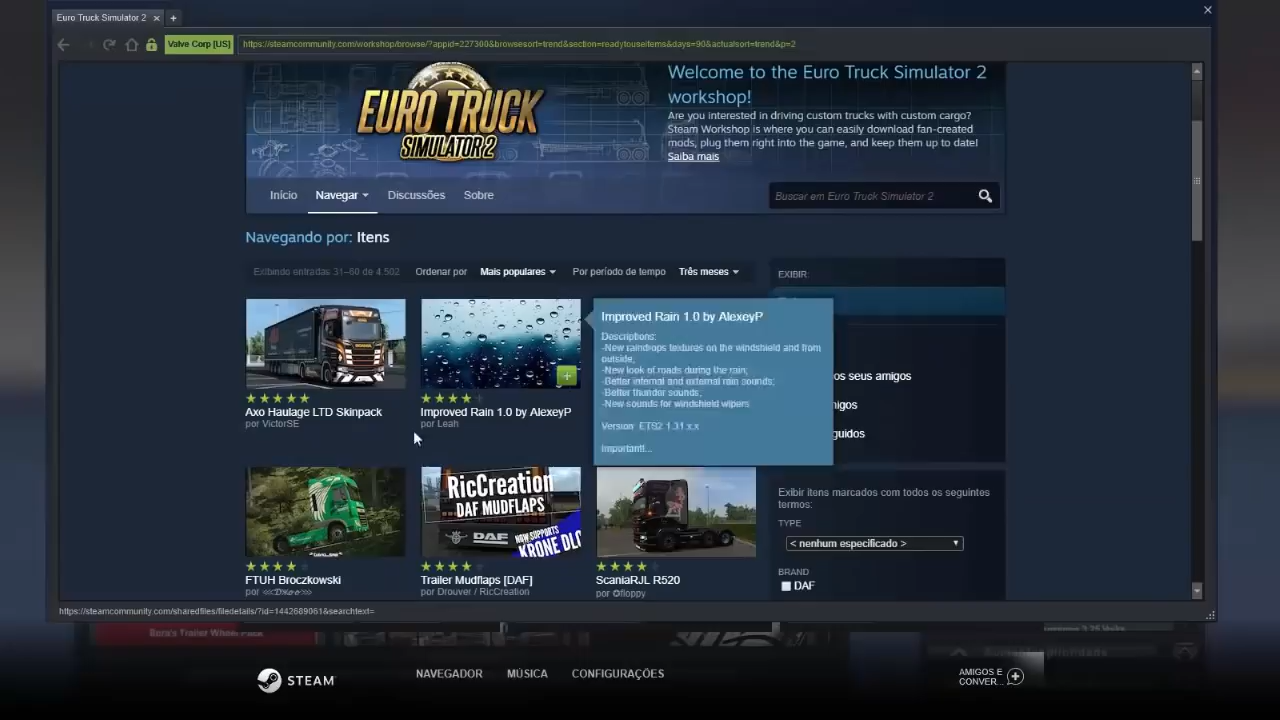 Euro Truck Simulator 2
Valve Corp [US]
https://steamcommunity.com/workshop/browse/?appid=227300&browsesort=trend&section=readytouseitems&days=90&actualsort=trend&p=2
EURO TRUCK
SIMULATOR 2
Welcome to the Euro Truck Simulator 2
workshop!
Are you interested in driving custom trucks with custom cargo?
Steam Workshop is where you can easily download fan-created
mods, plug them right into the game, and keep them up to date!
Saiba mais
Início
Navegar
Discussões
Sobre
Buscar em Euro Truck Simulator 2
Navegando por: Itens
Exibindo entradas 31–60 de 4.502
Ordenar por
Mais populares
Por período de tempo
Três meses
EXIBIR:
Improved Rain 1.0 by AlexeyP
Descriptions:
-New raindrops textures on the windshield and from
outside;
-New look of roads during the rain;
-Better internal and external rain sounds;
-Better thunder sounds;
-New sounds for windshield wipers.
Version: ETS2 1.31.x.x
Important!...
os seus amigos
migos
guidos
Axo Haulage LTD Skinpack
por VictorSE
Improved Rain 1.0 by AlexeyP
por Leah
RicCreation
DAF MUDFLAPS
DAF
NOW SUPPORTS
KRONE DLC
FTUH Broczkowski
Trailer Mudflaps [DAF]
por Drouver / RicCreation
ScaniaRJL R520
por ✪floppy
Exibir itens marcados com todos os seguintes
termos:
TYPE
< nenhum especificado >
BRAND
DAF
https://steamcommunity.com/sharedfiles/filedetails/?id=1442689061&searchtext=
Bora's Trailer Wheel Pack
STEAM
NAVEGADOR
MÚSICA
CONFIGURAÇÕES
AMIGOS E
CONVER...